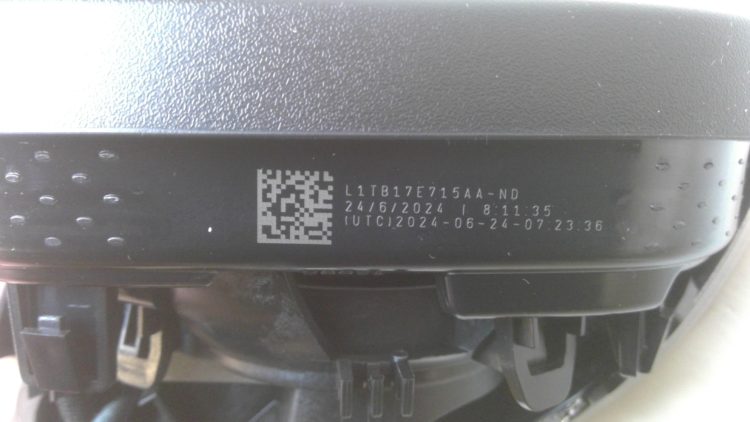 L1TB17E715AA-ND
24/6/2024 | 8:11:35
(UTC)2024-06-24-07.23.36